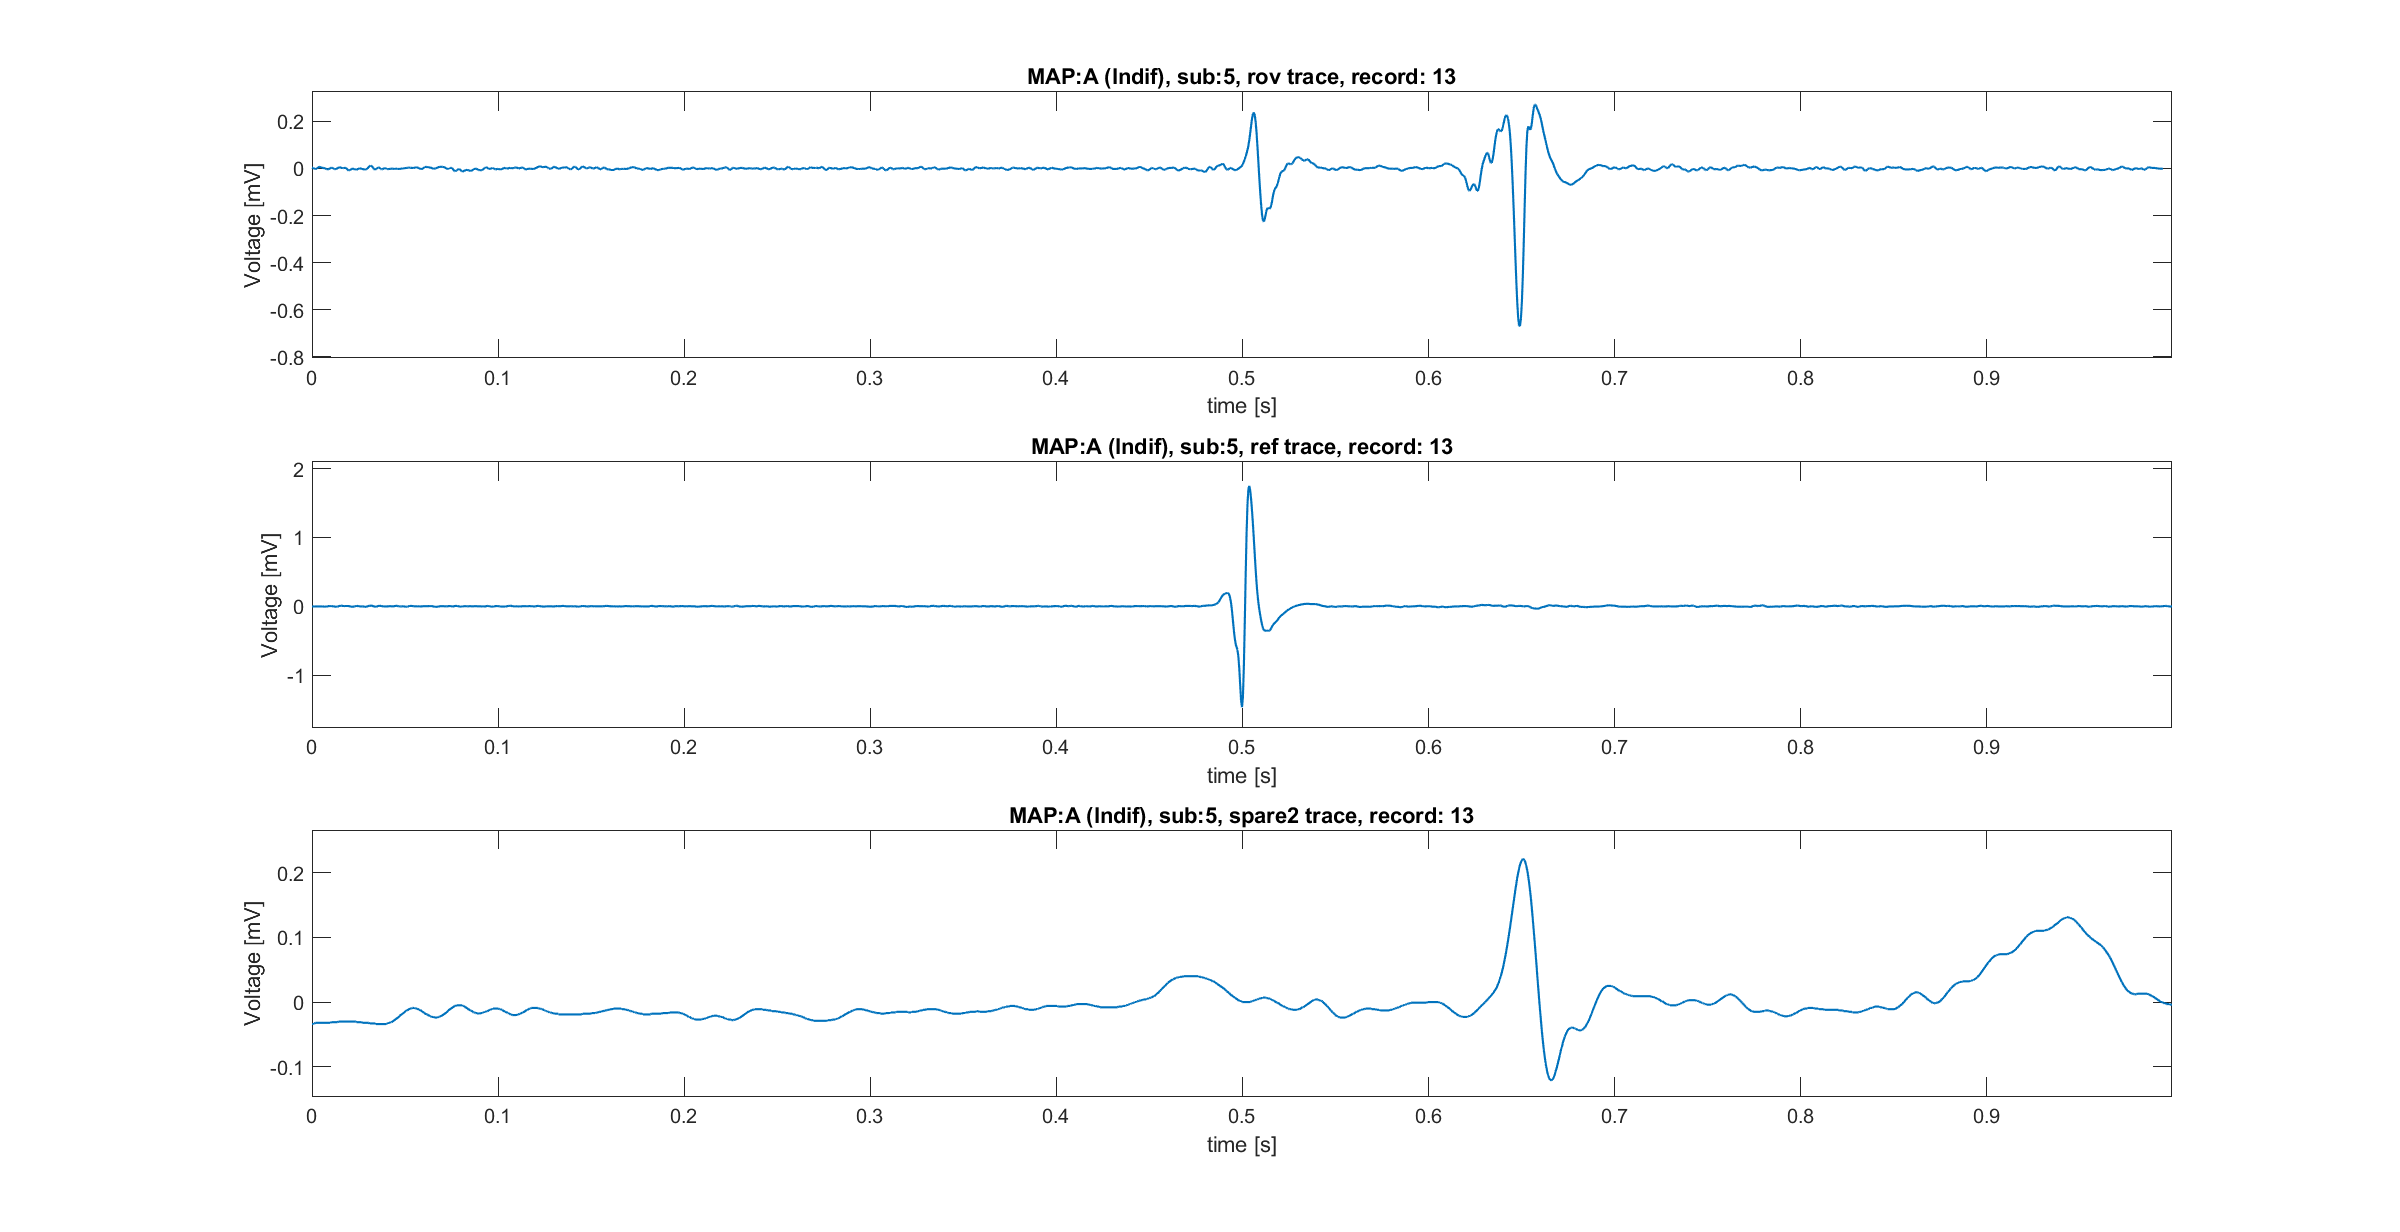 MAP:A (Indif), sub:5, rov trace, record: 13
0.2
0
-0.2
-0.4
-0.6
-0.8
Voltage [mV]
0 0.1 0.2 0.3 0.4 0.5 0.6 0.7 0.8 0.9
time [s]
MAP:A (Indif), sub:5, ref trace, record: 13
2
1
0
-1
Voltage [mV]
0 0.1 0.2 0.3 0.4 0.5 0.6 0.7 0.8 0.9
time [s]
MAP:A (Indif), sub:5, spare2 trace, record: 13
0.2
0.1
0
-0.1
Voltage [mV]
0 0.1 0.2 0.3 0.4 0.5 0.6 0.7 0.8 0.9
time [s]